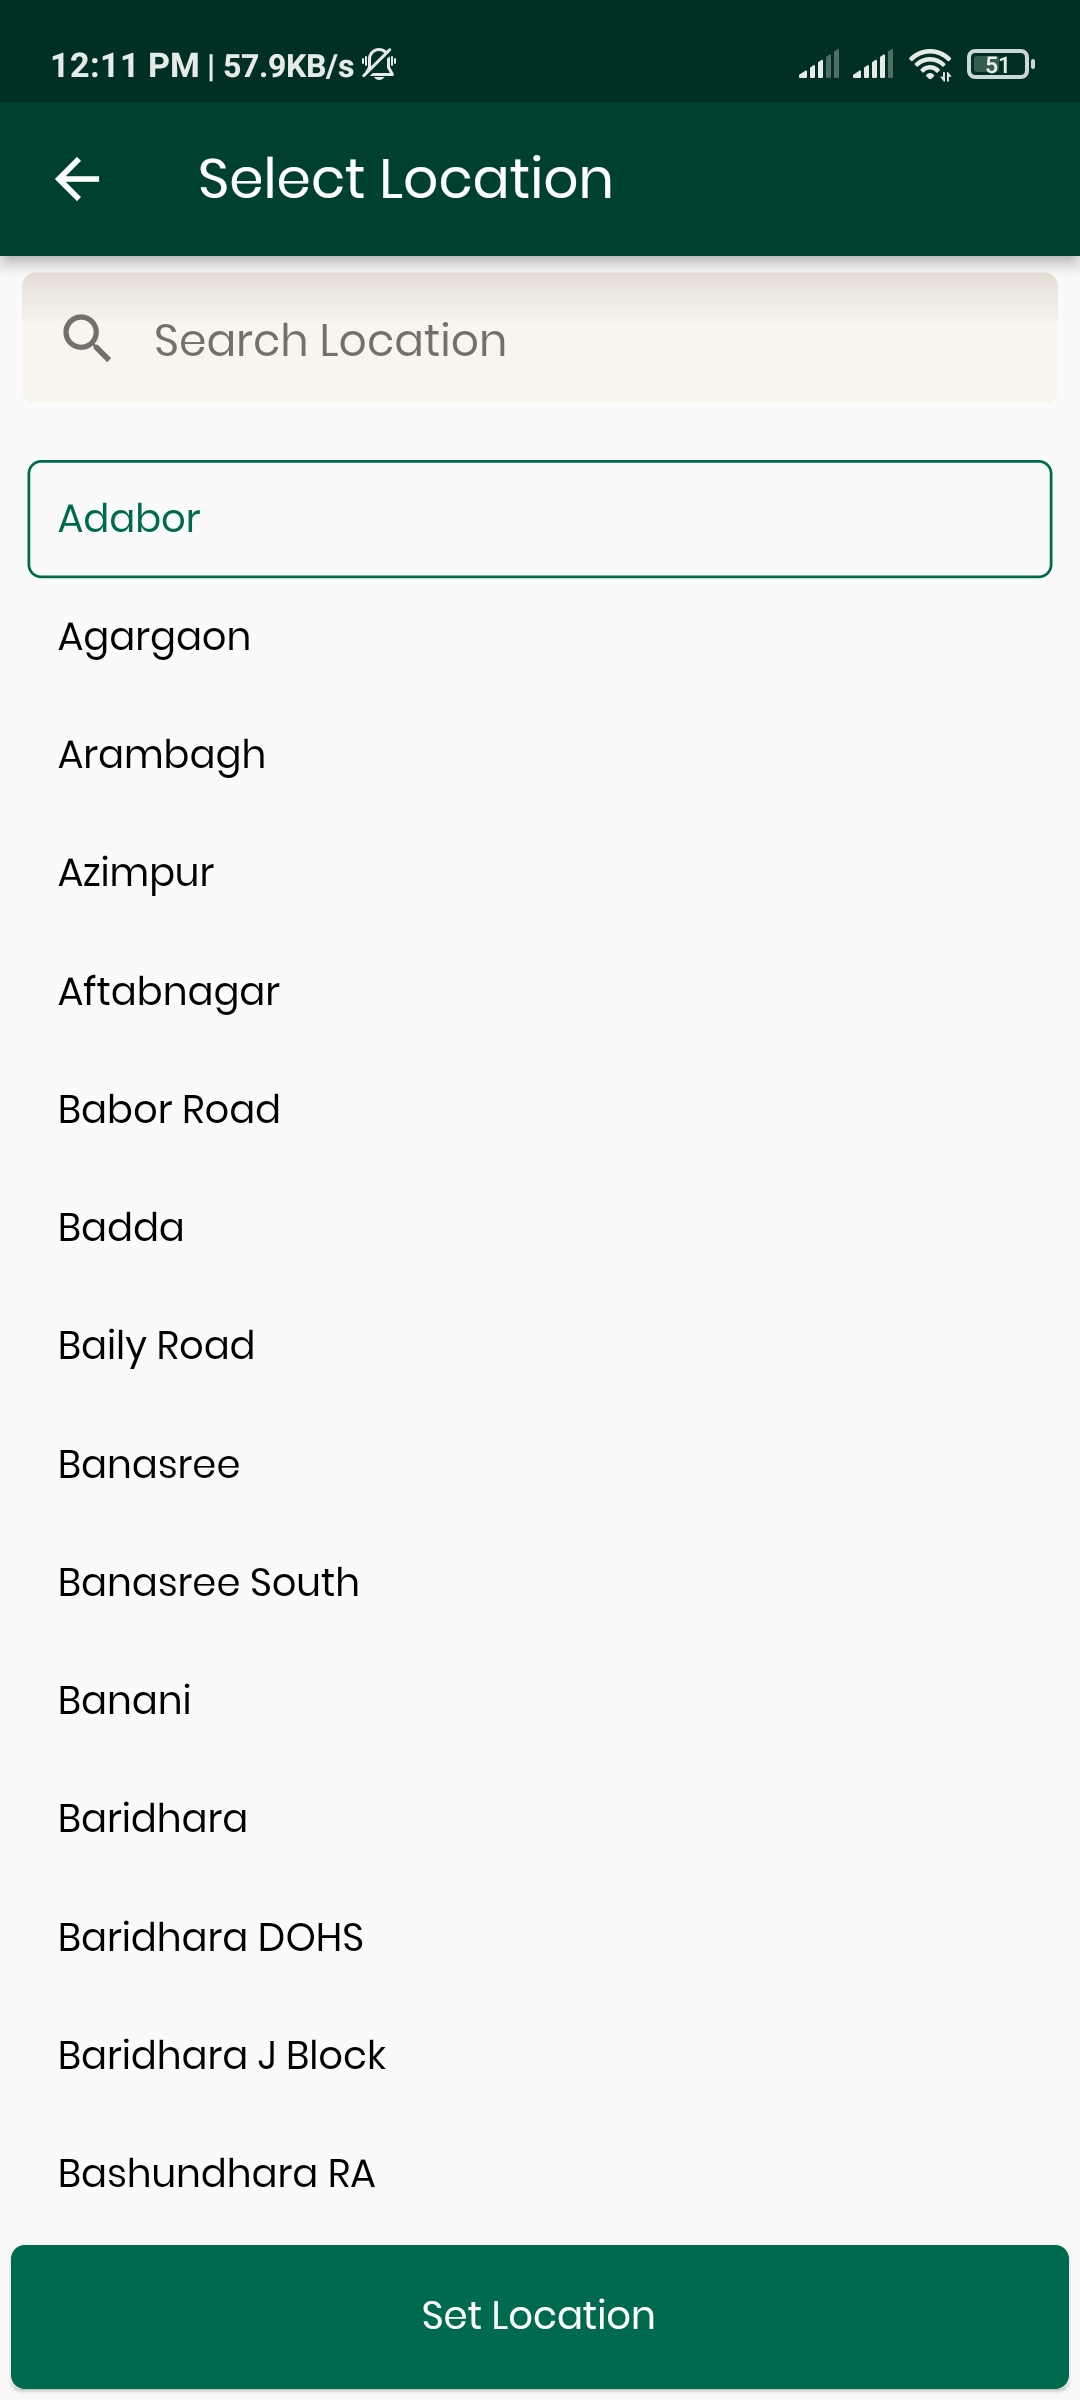 12:11 PM | 57.9KB/s 51
Select Location
Search Location
Adabor
Agargaon
Arambagh
Azimpur
Aftabnagar
Babor Road
Badda
Baily Road
Banasree
Banasree South
Banani
Baridhara
Baridhara DOHS
Baridhara J Block
Bashundhara RA
Set Location